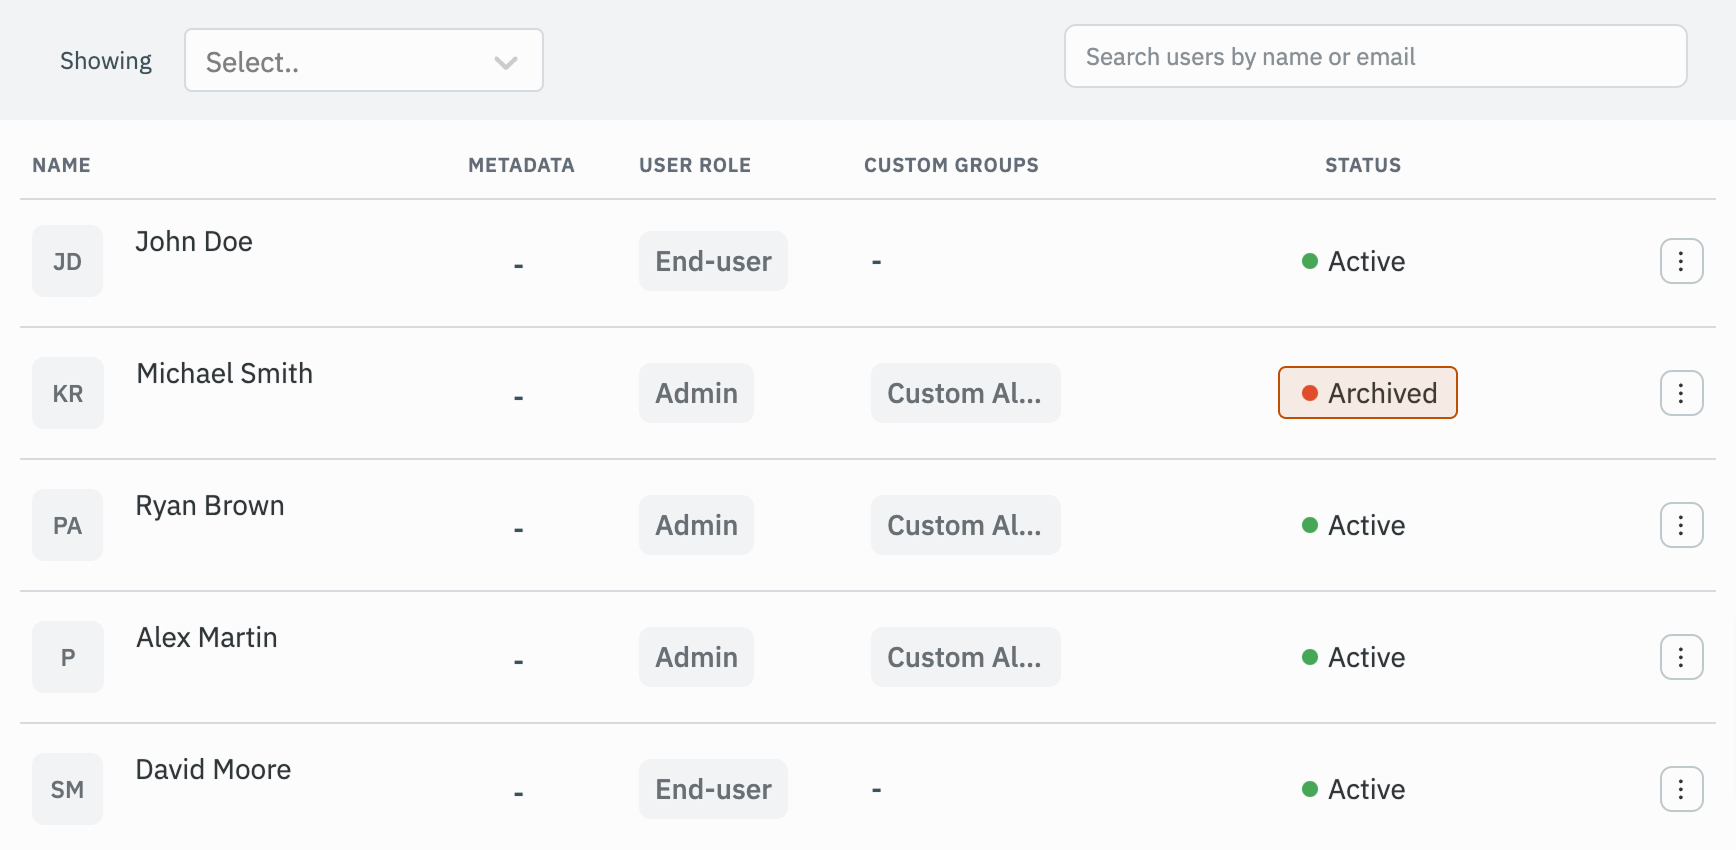 Showing Select.. Search users by name or email
NAME METADATA USER ROLE CUSTOM GROUPS STATUS
JD John Doe - End-user - Active
KR Michael Smith - Admin Custom Al... Archived
PA Ryan Brown - Admin Custom Al... Active
P Alex Martin - Admin Custom Al... Active
SM David Moore - End-user - Active